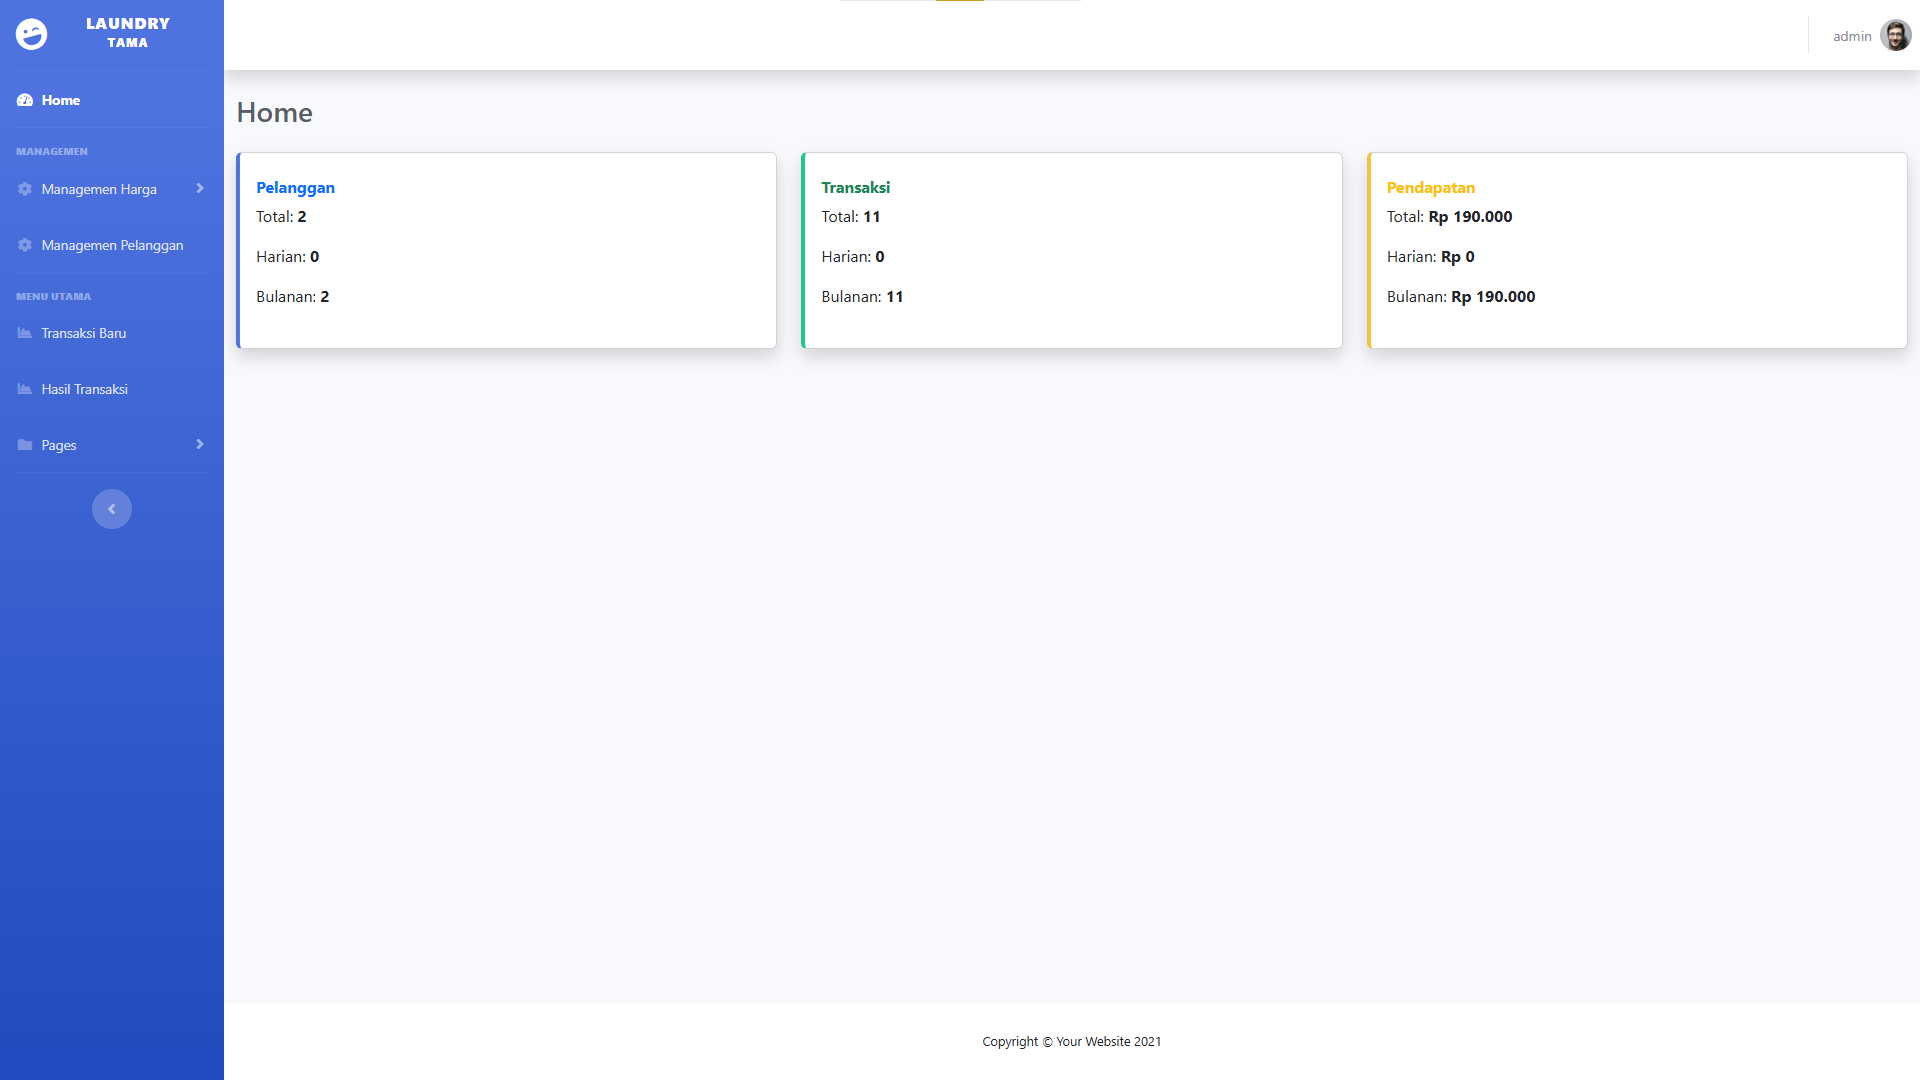 LAUNDRY
TAMA
Home
MANAGEMEN
Managemen Harga
Managemen Pelanggan
MENU UTAMA
Transaksi Baru
Hasil Transaksi
Pages
admin
Home
Pelanggan
Total: 2
Harian: 0
Bulanan: 2
Transaksi
Total: 11
Harian: 0
Bulanan: 11
Pendapatan
Total: Rp 190.000
Harian: Rp 0
Bulanan: Rp 190.000
Copyright © Your Website 2021